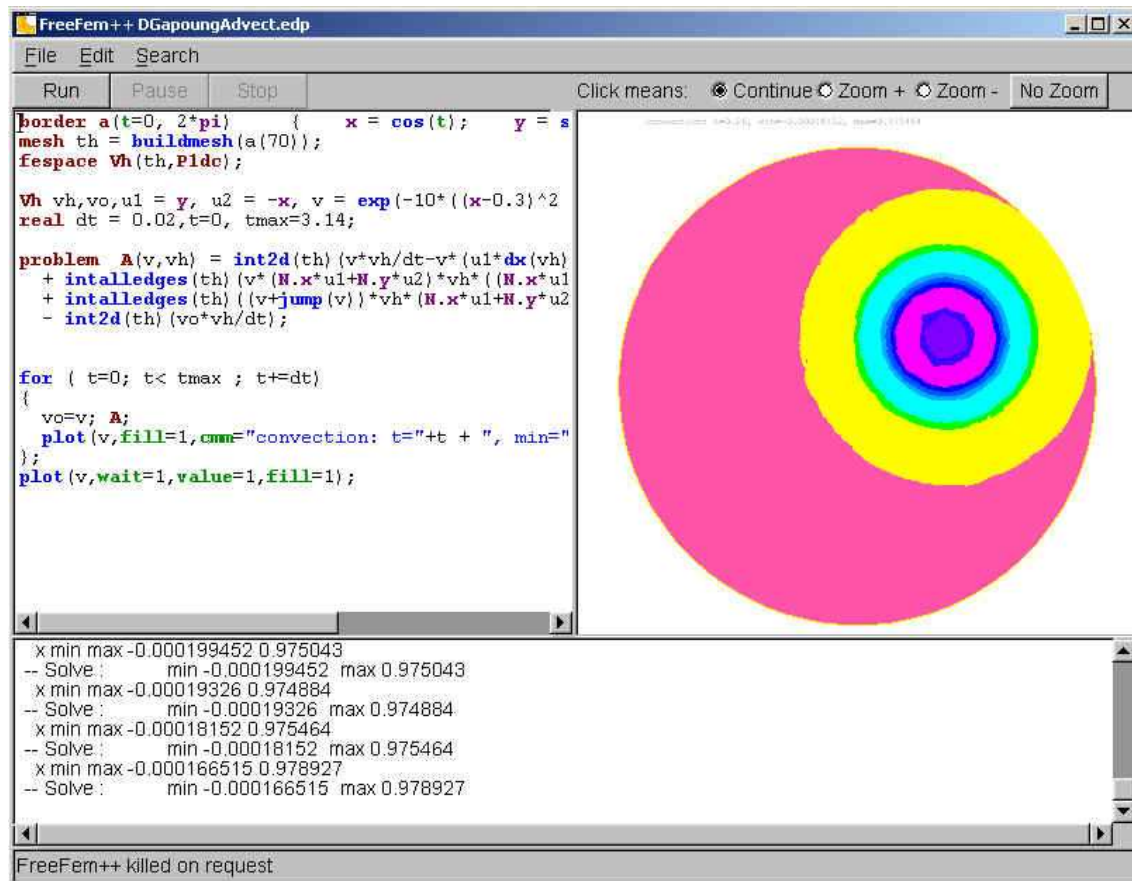 FreeFem++ DGapoungAdvect.edp
File Edit Search
Run Pause Stop Click means: Continue Zoom + Zoom - No Zoom
border a(t=0, 2*pi) { x = cos(t); y = s
mesh th = buildmesh(a(70));
fespace Vh(th,P1dc);
Vh vh,vo,u1 = y, u2 = -x, v = exp(-10*((x-0.3)^2
real dt = 0.02,t=0, tmax=3.14;
problem A(v,vh) = int2d(th)(v*vh/dt-v*(u1*dx(vh)
+ intalledges(th)(v*(N.x*u1+N.y*u2)*vh*((N.x*u1
+ intalledges(th)((v+jump(v))*vh*(N.x*u1+N.y*u2
- int2d(th)(vo*vh/dt);
for ( t=0; t< tmax ; t+=dt)
{
vo=v; A;
plot(v,fill=1,cmm="convection: t="+t + ", min="
};
plot(v,wait=1,value=1,fill=1);
x min max -0.000199452 0.975043
-- Solve : min -0.000199452 max 0.975043
x min max -0.00019326 0.974884
-- Solve : min -0.00019326 max 0.974884
x min max -0.00018152 0.975464
-- Solve : min -0.00018152 max 0.975464
x min max -0.000166515 0.978927
-- Solve : min -0.000166515 max 0.978927
FreeFem++ killed on request